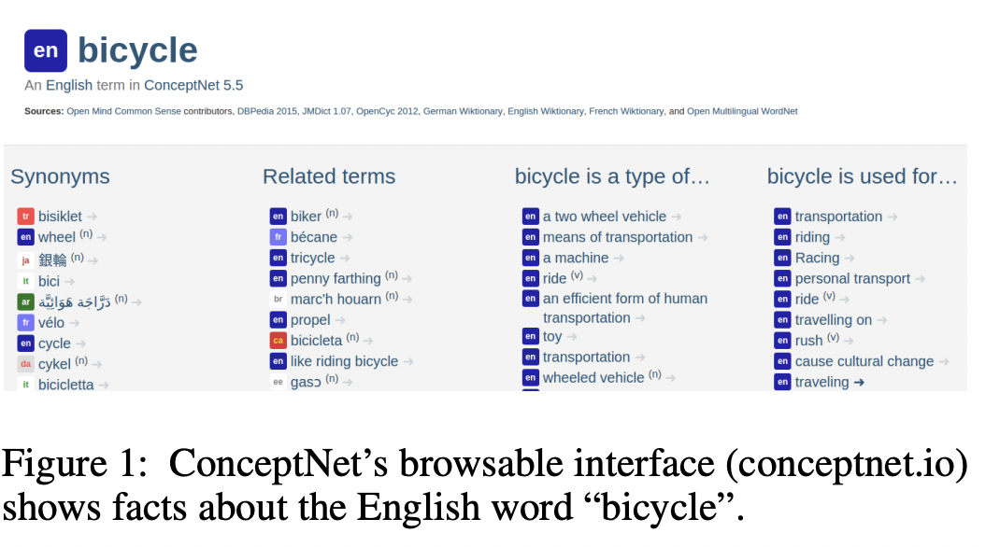 en bicycle
An English term in ConceptNet 5.5
Sources: Open Mind Common Sense contributors, DBPedia 2015, JMDict 1.07, OpenCyc 2012, German Wiktionary, English Wiktionary, French Wiktionary, and Open Multilingual WordNet
Synonyms
tr bisiklet →
en wheel (n) →
ja 銀輪 (n) →
it bici →
ar دَرَّاجَة هَوَائِيَّة (n) →
fr vélo →
en cycle →
da cykel (n) →
it bicicletta →
Related terms
en biker (n) →
fr bécane →
en tricycle →
en penny farthing (n) →
br marc'h houarn (n) →
en propel →
ca bicicleta (n) →
en like riding bicycle →
ee gasɔ (n) →
bicycle is a type of…
en a two wheel vehicle →
en means of transportation →
en a machine →
en ride (v) →
en an efficient form of human
transportation →
en toy →
en transportation →
en wheeled vehicle (n) →
bicycle is used for…
en transportation →
en riding →
en Racing →
en personal transport →
en ride (v) →
en travelling on →
en rush (v) →
en cause cultural change →
en traveling →
Figure 1: ConceptNet's browsable interface (conceptnet.io)
shows facts about the English word “bicycle”.